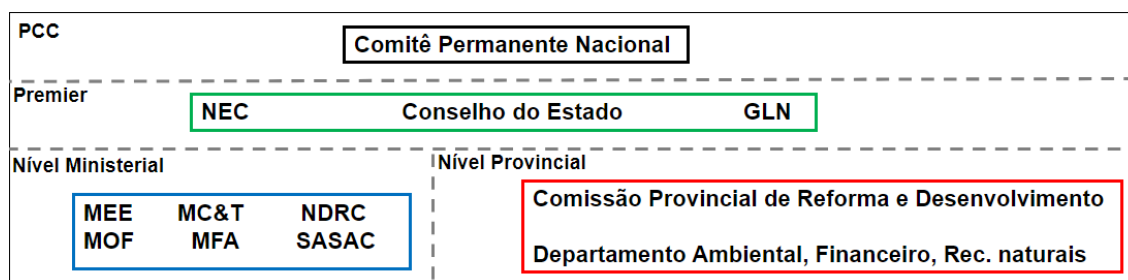 PCC
Comitê Permanente Nacional
Premier
NEC Conselho do Estado GLN
Nível Ministerial
MEE MC&T NDRC
MOF MFA SASAC
Nível Provincial
Comissão Provincial de Reforma e Desenvolvimento
Departamento Ambiental, Financeiro, Rec. naturais